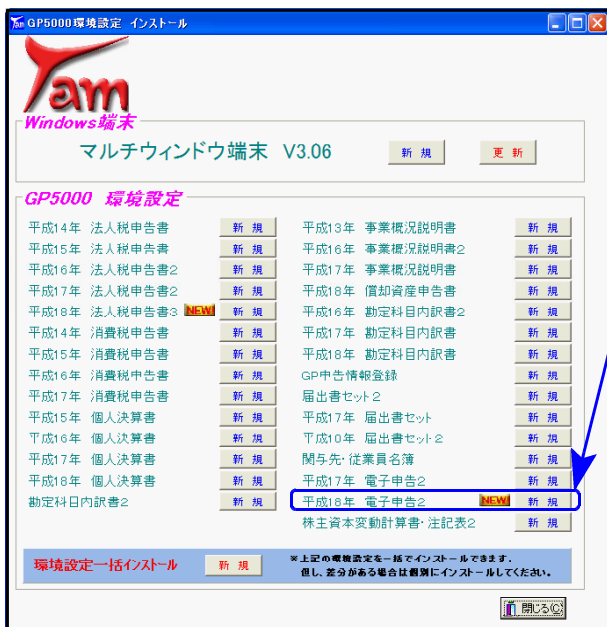 Tam GP5000環境設定 インストール
Tam
Windows端末
マルチウィンドウ端末 V3.06 新規 更新
GP5000 環境設定
平成14年 法人税申告書 新規
平成15年 法人税申告書 新規
平成16年 法人税申告書2 新規
平成17年 法人税申告書2 新規
平成18年 法人税申告書3 NEW 新規
平成14年 消費税申告書 新規
平成15年 消費税申告書 新規
平成16年 消費税申告書 新規
平成17年 消費税申告書 新規
平成15年 個人決算書 新規
平成16年 個人決算書 新規
平成17年 個人決算書 新規
平成18年 個人決算書 新規
勘定科目内訳書2 新規
平成13年 事業概況説明書 新規
平成16年 事業概況説明書2 新規
平成17年 事業概況説明書 新規
平成18年 償却資産申告書 新規
平成16年 勘定科目内訳書2 新規
平成17年 勘定科目内訳書 新規
平成18年 勘定科目内訳書 新規
GP申告情報登録 新規
届出書セット2 新規
平成17年 届出書セット 新規
平成18年 届出書セット2 新規
関与先・従業員名簿 新規
平成17年 電子申告2 新規
平成18年 電子申告2 NEW 新規
株主資本変動計算書・注記表2 新規
環境設定一括インストール 新規
※上記の環境設定を一括でインストールできます。
但し、差分がある場合は個別にインストールしてください。
閉じる(C)